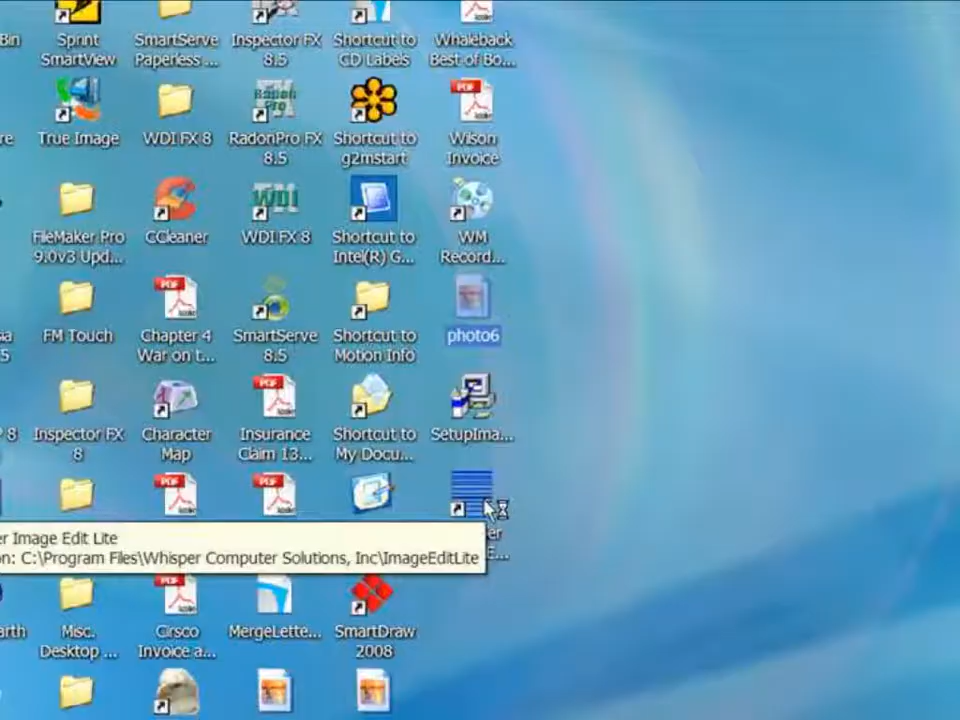 Bin
Sprint
SmartView
SmartServe
Paperless ...
Inspector FX
8.5
Shortcut to
CD Labels
Whaleback
Best of Bo...
re
True Image
WDI FX 8
RadonPro FX
8.5
Shortcut to
g2mstart
Wilson
Invoice
FileMaker Pro
9.0v3 Upd...
CCleaner
WDI FX 8
Shortcut to
Intel(R) G...
WM
Record...
sia
5
FM Touch
Chapter 4
War on t...
SmartServe
8.5
Shortcut to
Motion Info
photo6
P 8
Inspector FX
8
Character
Map
Insurance
Claim 13...
Shortcut to
My Docu...
SetupIma...
er
E...
er Image Edit Lite
on: C:\Program Files\Whisper Computer Solutions, Inc\ImageEditLite
arth
Misc.
Desktop ...
Cirsco
Invoice a...
MergeLette...
SmartDraw
2008